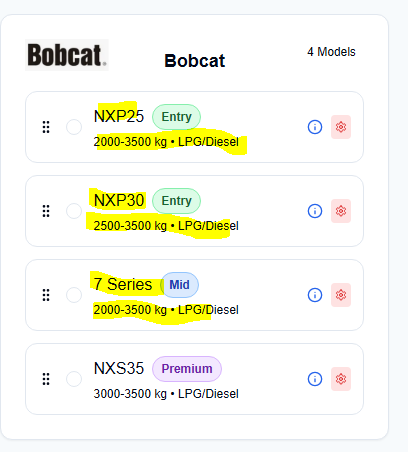 Bobcat.
Bobcat
4 Models
NXP25 Entry
2000-3500 kg • LPG/Diesel
NXP30 Entry
2500-3500 kg • LPG/Diesel
7 Series Mid
2000-3500 kg • LPG/Diesel
NXS35 Premium
3000-3500 kg • LPG/Diesel